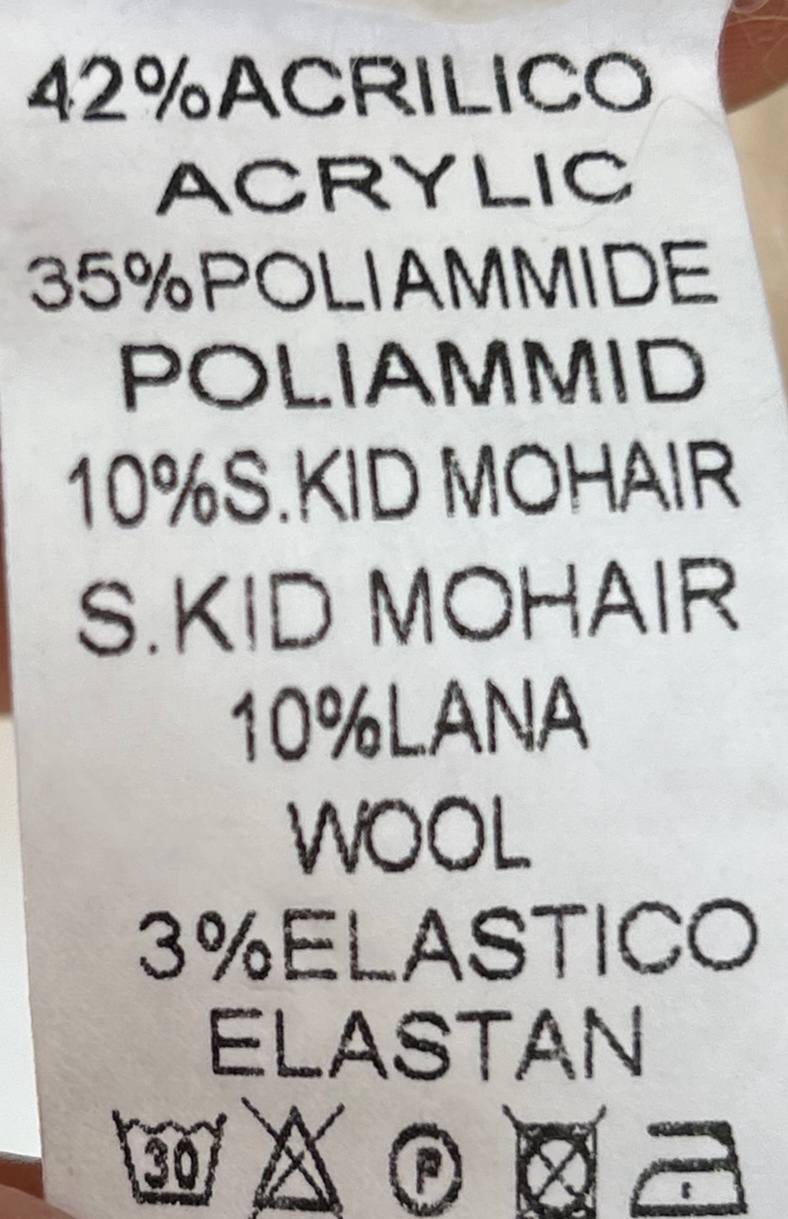 42%ACRILICO
ACRYLIC
35%POLIAMMIDE
POLIAMMID
10%S.KID MOHAIR
S.KID MOHAIR
10%LANA
WOOL
3%ELASTICO
ELASTAN
30 P